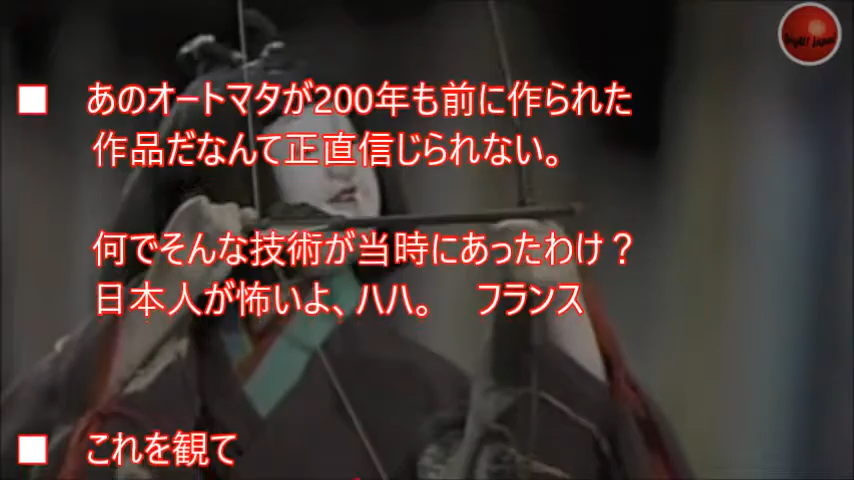 ■ あのオートマタが200年も前に作られた
作品だなんて正直信じられない。
何でそんな技術が当時にあったわけ？
日本人が怖いよ、ハハ。 フランス
■ これを観て